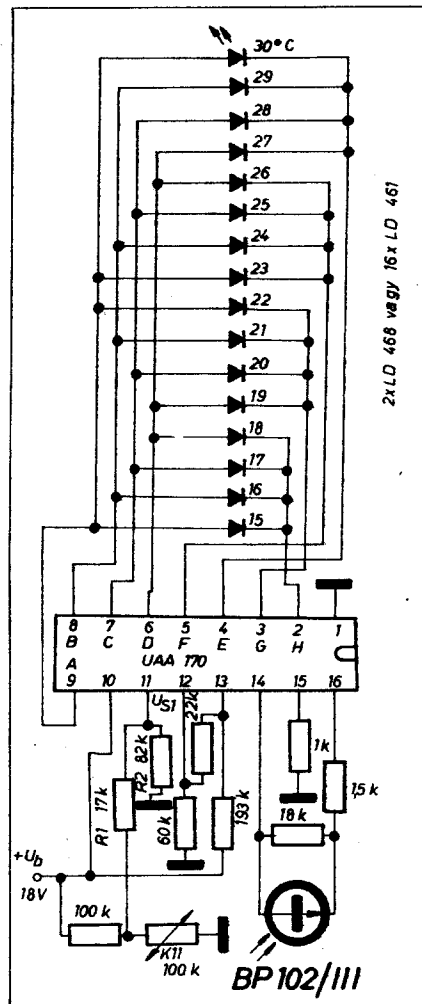 30°C
29
28
27
26
25
24
23
22
21
20
19
18
17
16
15
2xLD 468 vagy 16x LD 461
8 7 6 5 4 3 2 1
B C D F E G H
A UAA 170
9 10 11 12 13 14 15 16
US1
22k
R2 82k
R1 17k
60k
193k
1k
1,5k
18k
+Ub
18V
100k
K11
100k
BP102/III